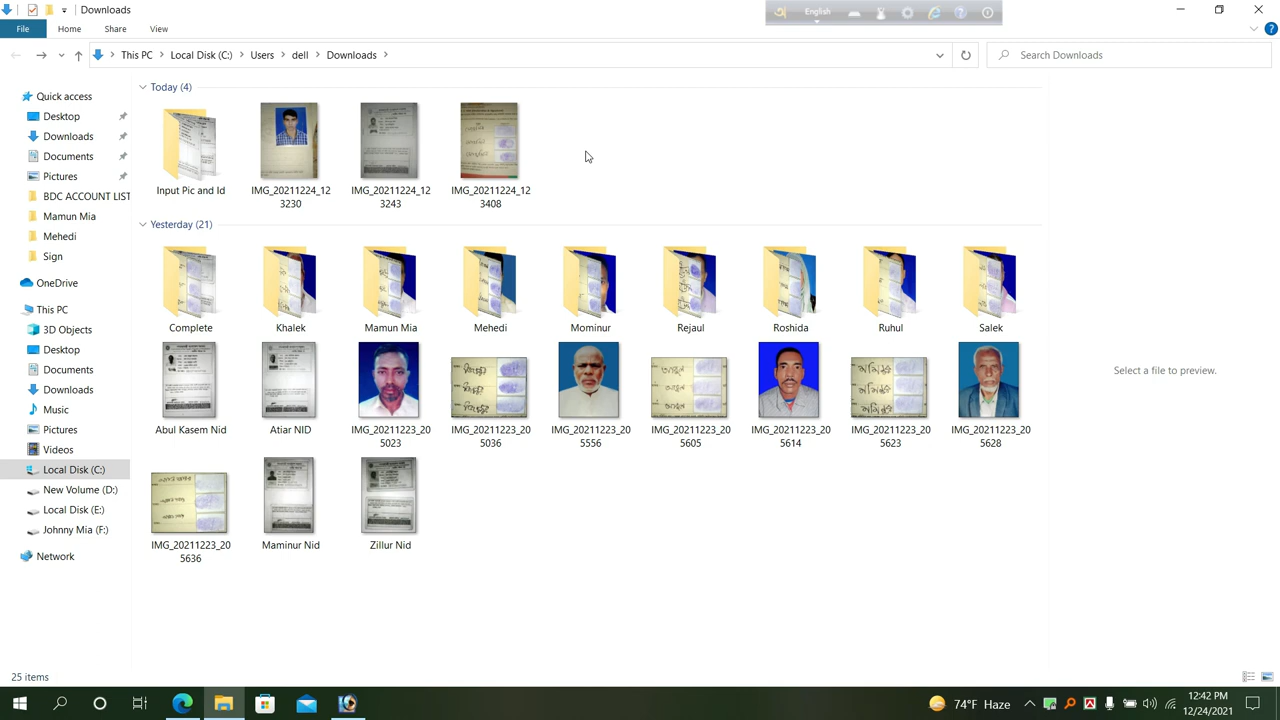 Downloads
English
File
Home
Share
View
This PC
Local Disk (C:)
Users
dell
Downloads
Search Downloads
Quick access
Desktop
Downloads
Documents
Pictures
BDC ACCOUNT LIST
Mamun Mia
Mehedi
Sign
OneDrive
This PC
3D Objects
Desktop
Documents
Downloads
Music
Pictures
Videos
Local Disk (C:)
New Volume (D:)
Local Disk (E:)
Johnny Mia (F:)
Network
Today (4)
Input Pic and Id
IMG_20211224_12
3230
IMG_20211224_12
3243
IMG_20211224_12
3408
Yesterday (21)
Complete
Khalek
Mamun Mia
Mehedi
Mominur
Rejaul
Roshida
Ruhul
Salek
Abul Kasem Nid
Atiar NID
IMG_20211223_20
5023
IMG_20211223_20
5036
IMG_20211223_20
5556
IMG_20211223_20
5605
IMG_20211223_20
5614
IMG_20211223_20
5623
IMG_20211223_20
5628
IMG_20211223_20
5636
Maminur Nid
Zillur Nid
Select a file to preview.
25 items
74°F Haze
12:42 PM
12/24/2021